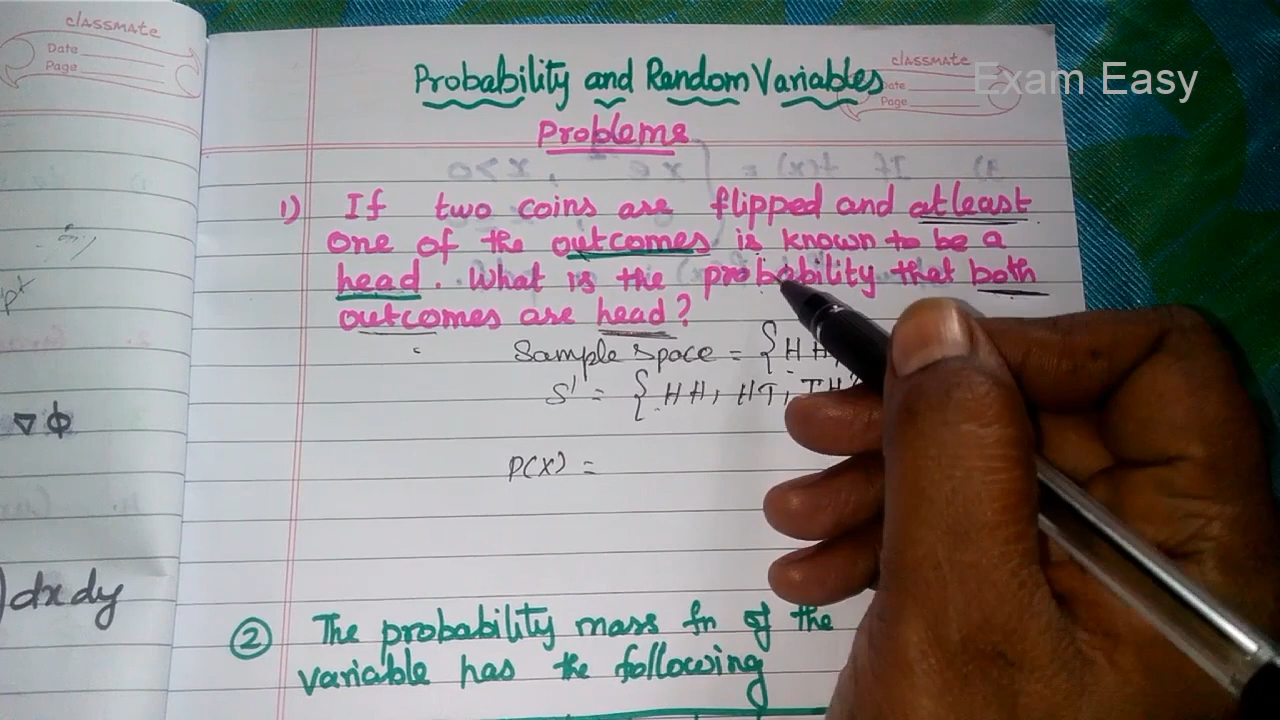 classmate
Date
Page
classmate
Date
Page
Exam Easy
Probability and Random Variables
Problems
1) If two coins are flipped and atleast
one of the outcomes is known to be a
head. What is the probability that both
outcomes are head?
Sample space = {HH,
S' = {HH, HT, TH
P(X) =
② The probability mass fn of the
variable has the following
∇ϕ
)dxdy